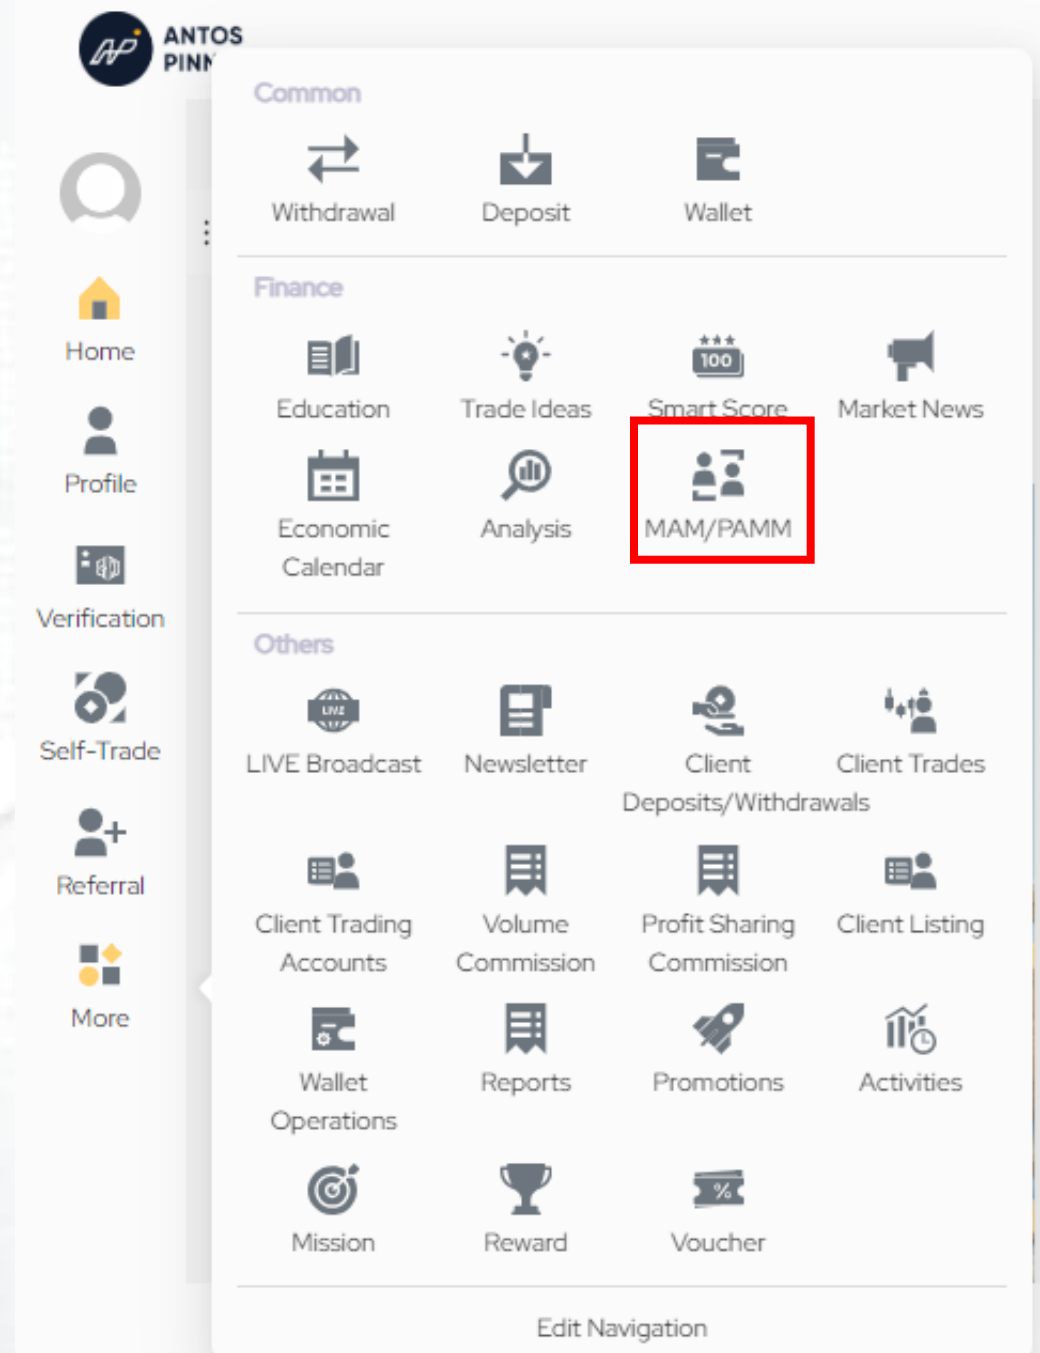 ANTOS
Common
Withdrawal
Deposit
Wallet
Finance
Education
Trade Ideas
100
Smart Score
Market News
Economic
Calendar
Analysis
MAM/PAMM
Others
LIVE
LIVE Broadcast
Newsletter
Client
Deposits/Withdrawals
Client Trades
Client Trading
Accounts
Volume
Commission
Profit Sharing
Commission
Client Listing
Wallet
Operations
Reports
Promotions
Activities
Mission
Reward
%
Voucher
Edit Navigation
Home
Profile
Verification
Self-Trade
Referral
More